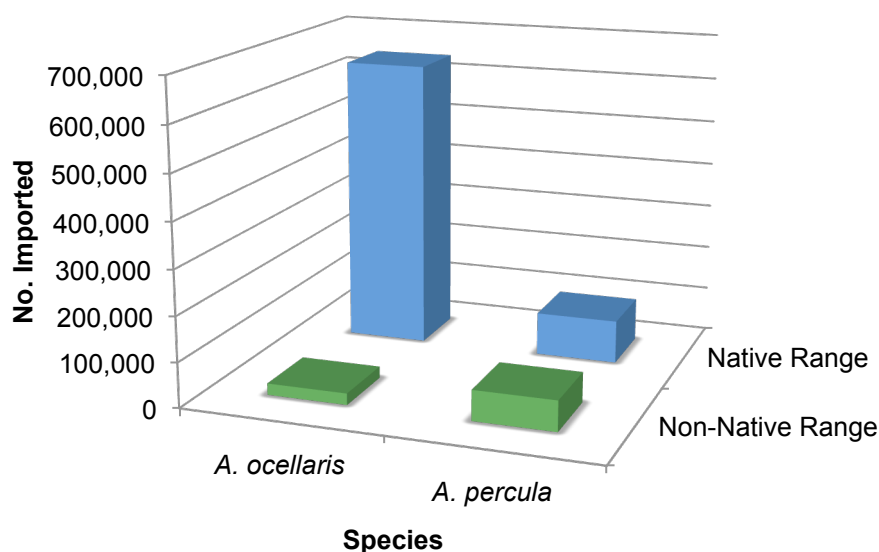 700,000
600,000
500,000
400,000
300,000
200,000
100,000
0
No. Imported
Native Range
Non-Native Range
A. ocellaris
A. percula
Species